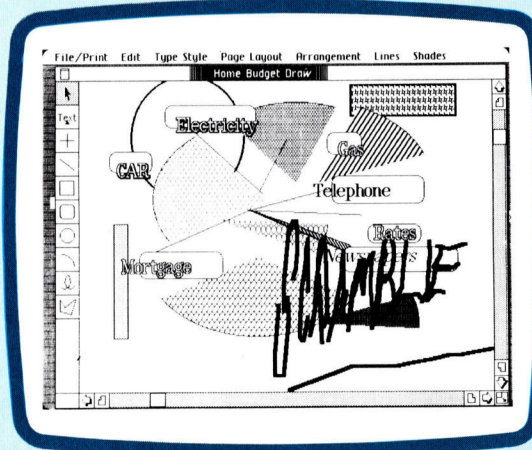 File/Print Edit Type Style Page Layout Arrangement Lines Shades
Home Budget Draw
Text
Electricity
Gas
CAR
Telephone
Rates
Mortgage